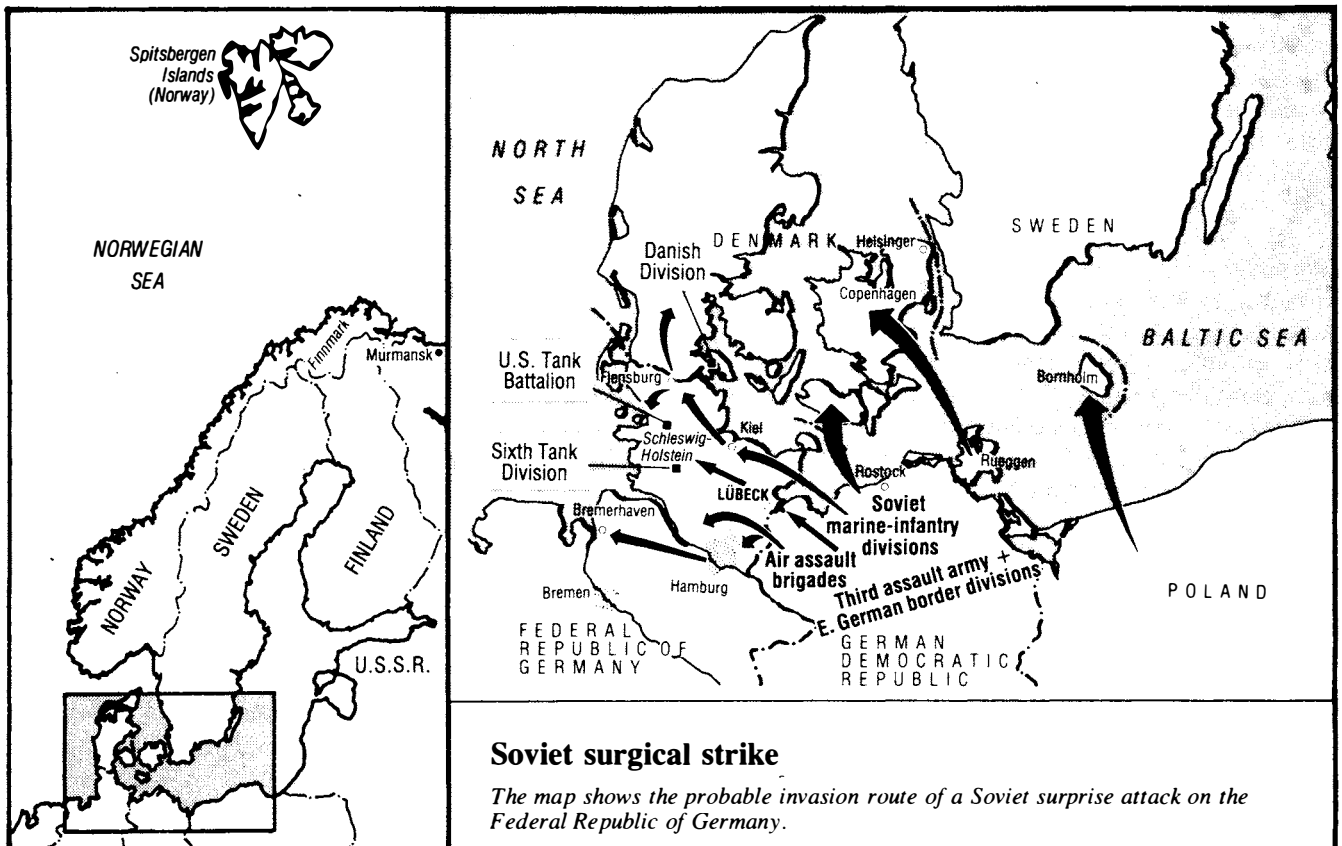 Spitsbergen
Islands
(Norway)
NORWEGIAN
SEA
Finnmark
Murmansk
NORWAY
SWEDEN
FINLAND
U.S.S.R.
NORTH
SEA
DENMARK
Helsinger
SWEDEN
Danish
Division
Copenhagen
BALTIC SEA
U.S. Tank
Battalion
Flensburg
Bornholm
Schleswig-
Holstein
Kiel
Sixth Tank
Division
LÜBECK
Rostock
Rueggen
Bremerhaven
Soviet
marine-infantry
divisions
Air assault
brigades
Hamburg
Third assault army +
E. German border divisions
Bremen
POLAND
FEDERAL
REPUBLIC OF
GERMANY
GERMAN
DEMOCRATIC
REPUBLIC
Soviet surgical strike
The map shows the probable invasion route of a Soviet surprise attack on the
Federal Republic of Germany.